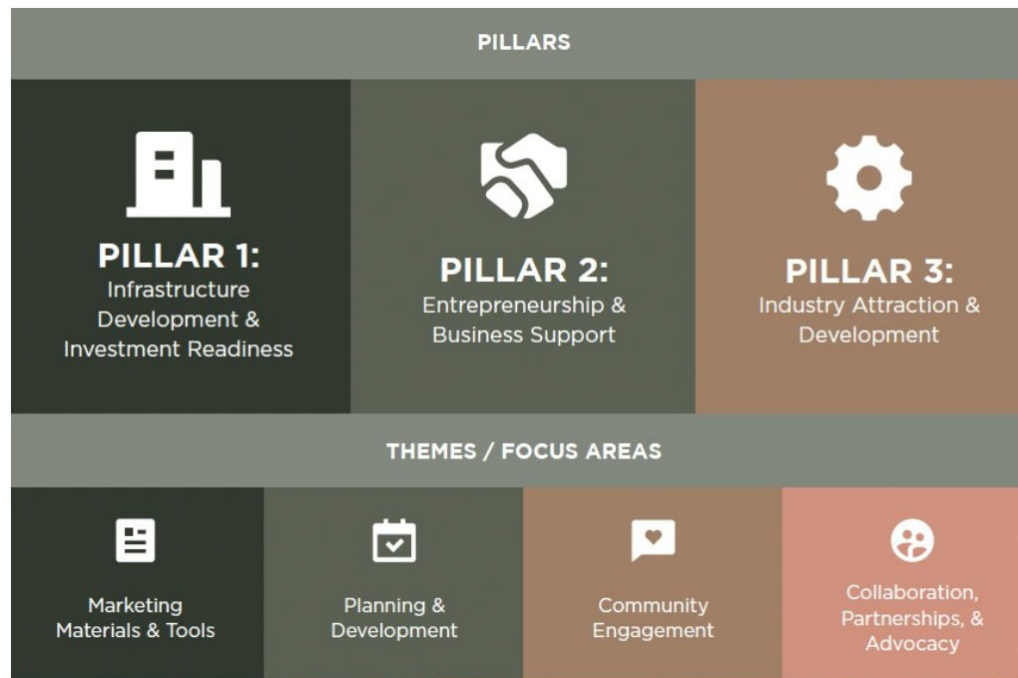 PILLARS
PILLAR 1:
Infrastructure
Development &
Investment Readiness
PILLAR 2:
Entrepreneurship &
Business Support
PILLAR 3:
Industry Attraction &
Development
THEMES / FOCUS AREAS
Marketing
Materials & Tools
Planning &
Development
Community
Engagement
Collaboration,
Partnerships, &
Advocacy